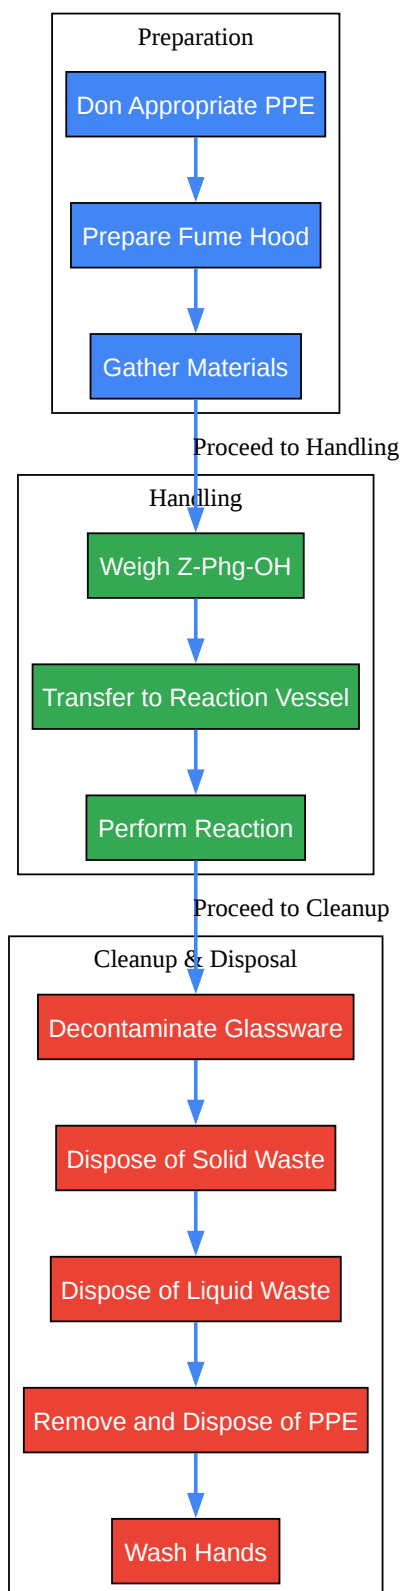 Preparation
Don Appropriate PPE
Prepare Fume Hood
Gather Materials
Proceed to Handling
Handling
Weigh Z-Phg-OH
Transfer to Reaction Vessel
Perform Reaction
Proceed to Cleanup
Cleanup & Disposal
Decontaminate Glassware
Dispose of Solid Waste
Dispose of Liquid Waste
Remove and Dispose of PPE
Wash Hands